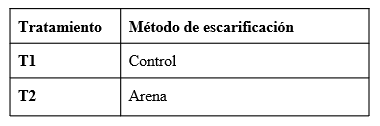 Tratamiento Método de escarificación
T1 Control
T2 Arena